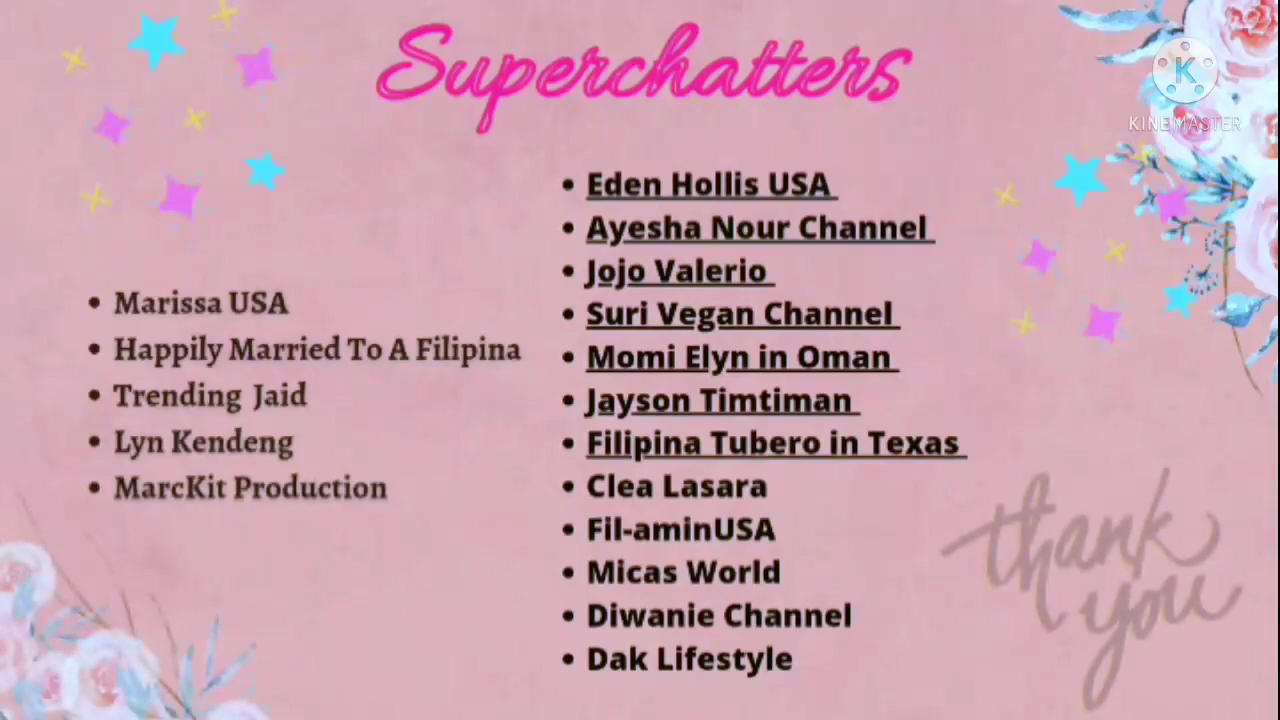 Superchatters
K
KINEMASTER
• Marissa USA
• Happily Married To A Filipina
• Trending Jaid
• Lyn Kendeng
• MarcKit Production
• Eden Hollis USA
• Ayesha Nour Channel
• Jojo Valerio
• Suri Vegan Channel
• Momi Elyn in Oman
• Jayson Timtiman
• Filipina Tubero in Texas
• Clea Lasara
• Fil-aminUSA
• Micas World
• Diwanie Channel
• Dak Lifestyle
thank
you